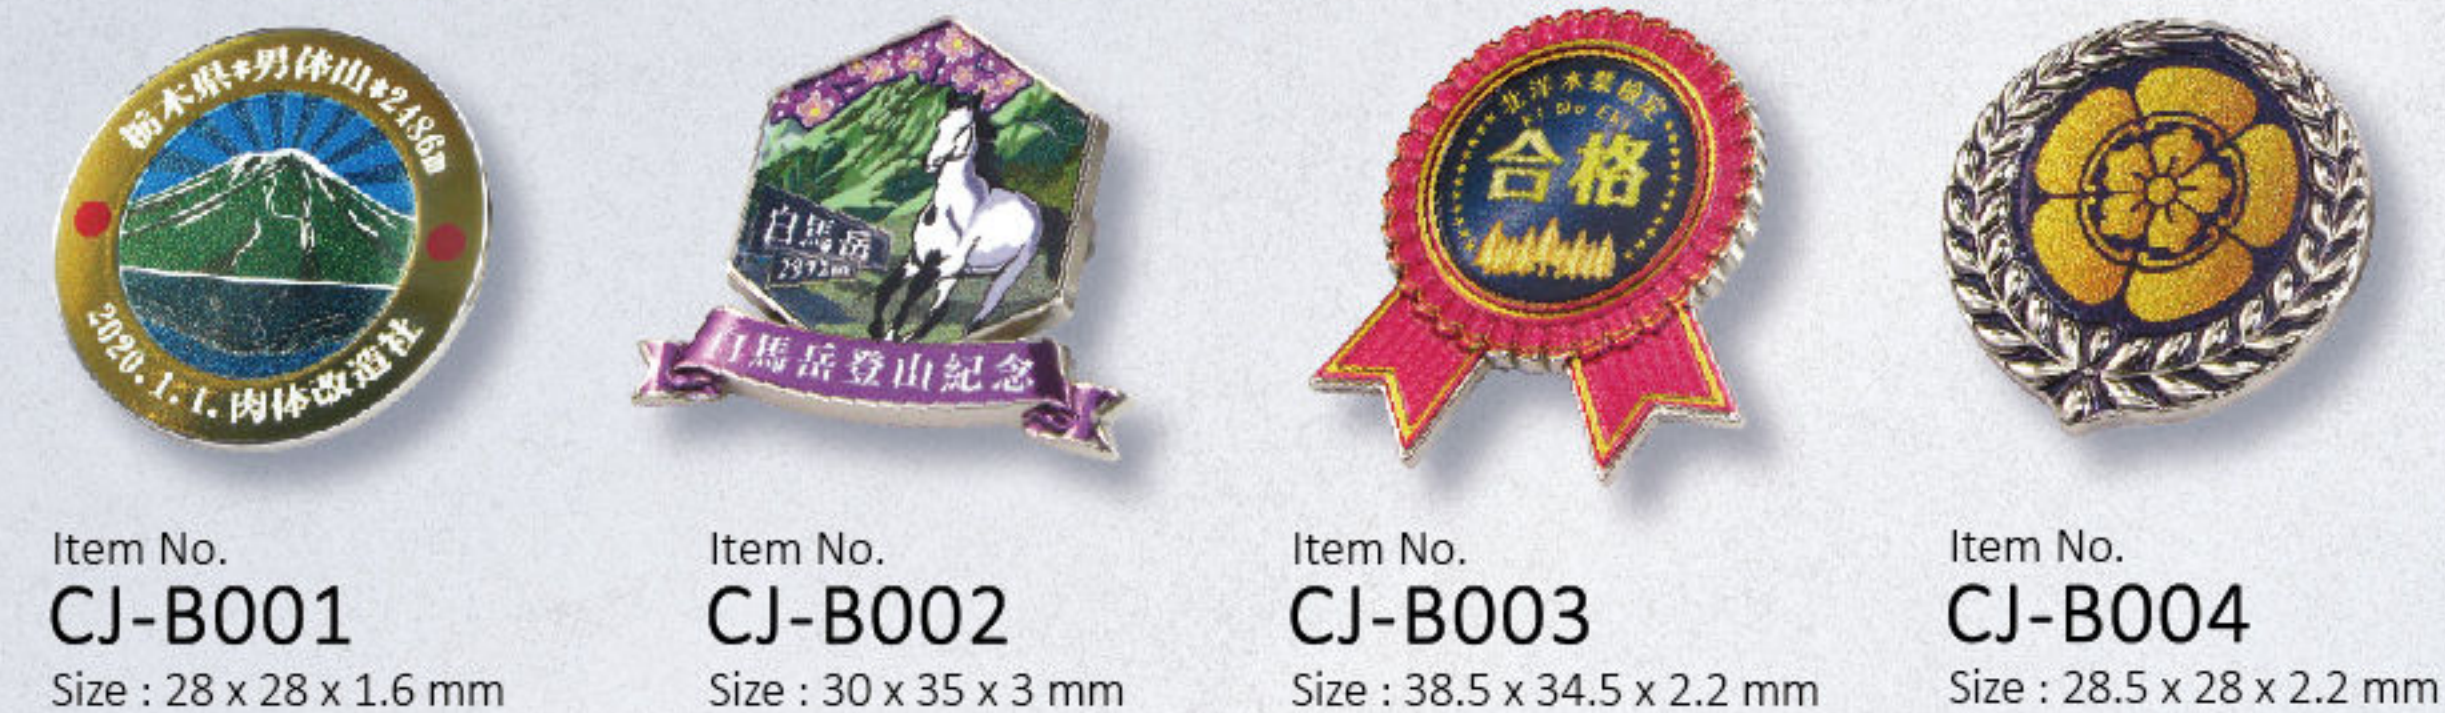 栃木県*男体山*2486m
2020.1.1.肉体改造社
白馬岳
2932m
白馬岳登山紀念
合格
Item No.
CJ-B001
Size : 28 x 28 x 1.6 mm
Item No.
CJ-B002
Size : 30 x 35 x 3 mm
Item No.
CJ-B003
Size : 38.5 x 34.5 x 2.2 mm
Item No.
CJ-B004
Size : 28.5 x 28 x 2.2 mm